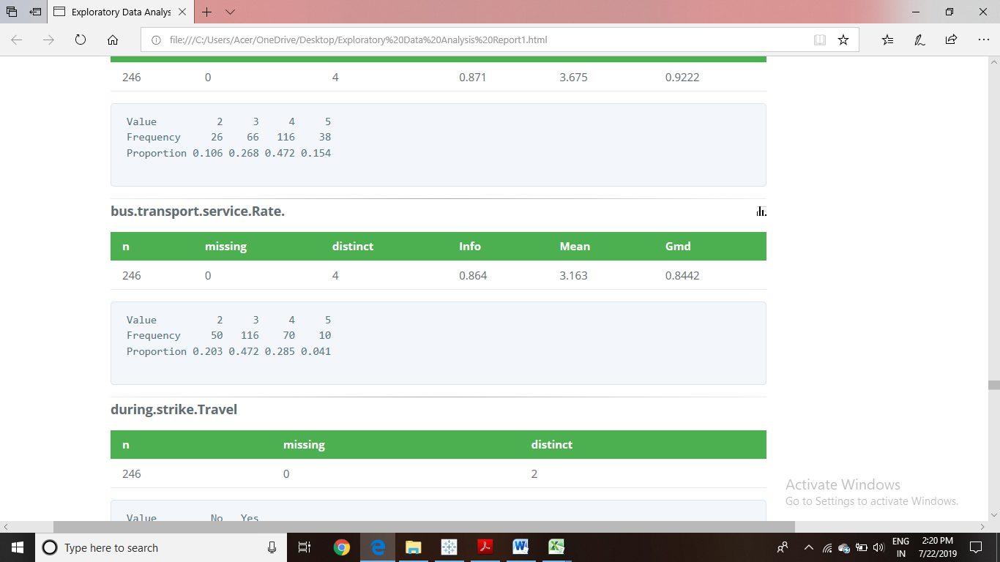 Exploratory Data Analys
file:///C:/Users/Acer/OneDrive/Desktop/Exploratory%20Data%20Analysis%20Report1.html
246 0 4 0.871 3.675 0.9222
Value 2 3 4 5
Frequency 26 66 116 38
Proportion 0.106 0.268 0.472 0.154
bus.transport.service.Rate.
n missing distinct Info Mean Gmd
246 0 4 0.864 3.163 0.8442
Value 2 3 4 5
Frequency 50 116 70 10
Proportion 0.203 0.472 0.285 0.041
during.strike.Travel
n missing distinct
246 0 2
Value No Yes
Activate Windows
Go to Settings to activate Windows.
Type here to search
ENG
IN
2:20 PM
7/22/2019